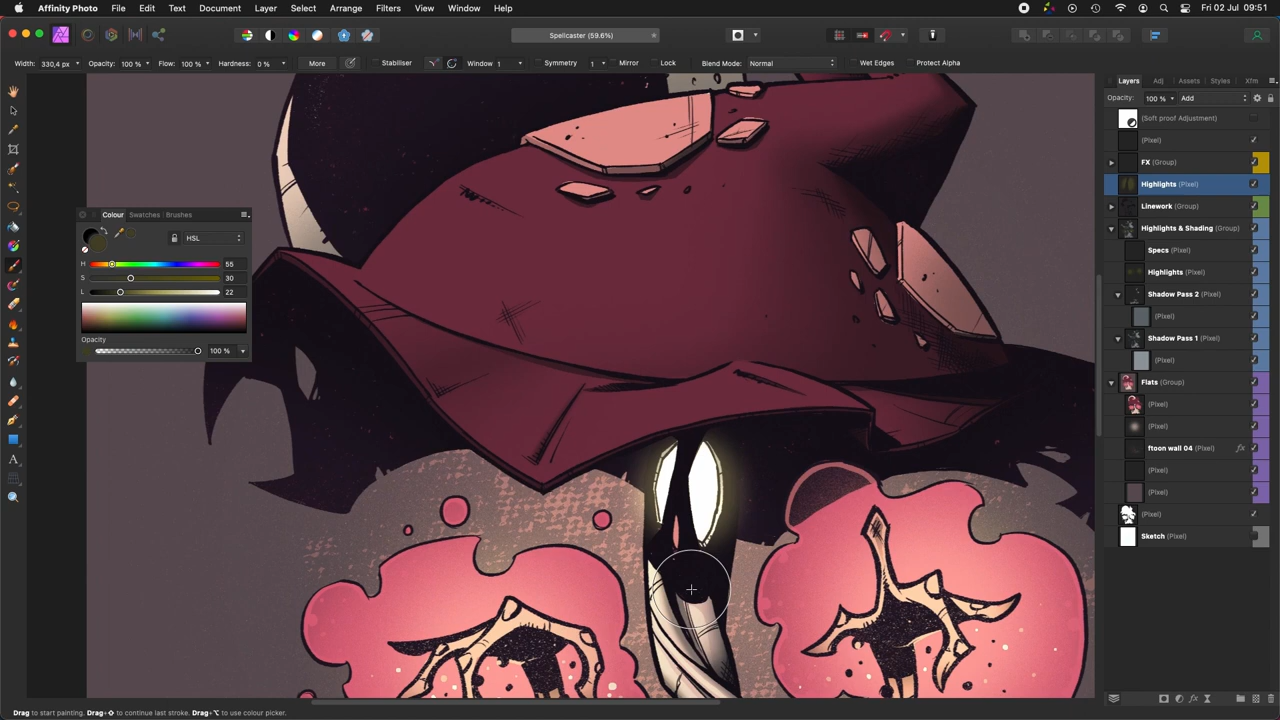 Affinity Photo File Edit Text Document Layer Select Arrange Filters View Window Help Fri 02 Jul 09:51
Spellcaster (59.6%)
Width: 330,4 px Opacity: 100 % Flow: 100 % Hardness: 0 % More Stabiliser Window 1 Symmetry 1 Mirror Lock Blend Mode: Normal Wet Edges Protect Alpha
Layers Adj Assets Styles Xfm
Opacity: 100 % Add
(Soft proof Adjustment)
(Pixel)
FX (Group)
Highlights (Pixel)
Linework (Group)
Highlights & Shading (Group)
Specs (Pixel)
Highlights (Pixel)
Shadow Pass 2 (Pixel)
(Pixel)
Shadow Pass 1 (Pixel)
(Pixel)
Flats (Group)
(Pixel)
(Pixel)
ftoon wall 04 (Pixel) fx
(Pixel)
(Pixel)
(Pixel)
Sketch (Pixel)
Colour Swatches Brushes
HSL
H 55
S 30
L 22
Opacity
100 %
Drag to start painting. Drag+⇧ to continue last stroke. Drag+⌥ to use colour picker.